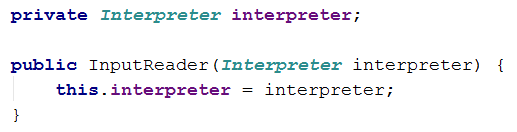 private Interpreter interpreter;
public InputReader(Interpreter interpreter) {
this.interpreter = interpreter;
}